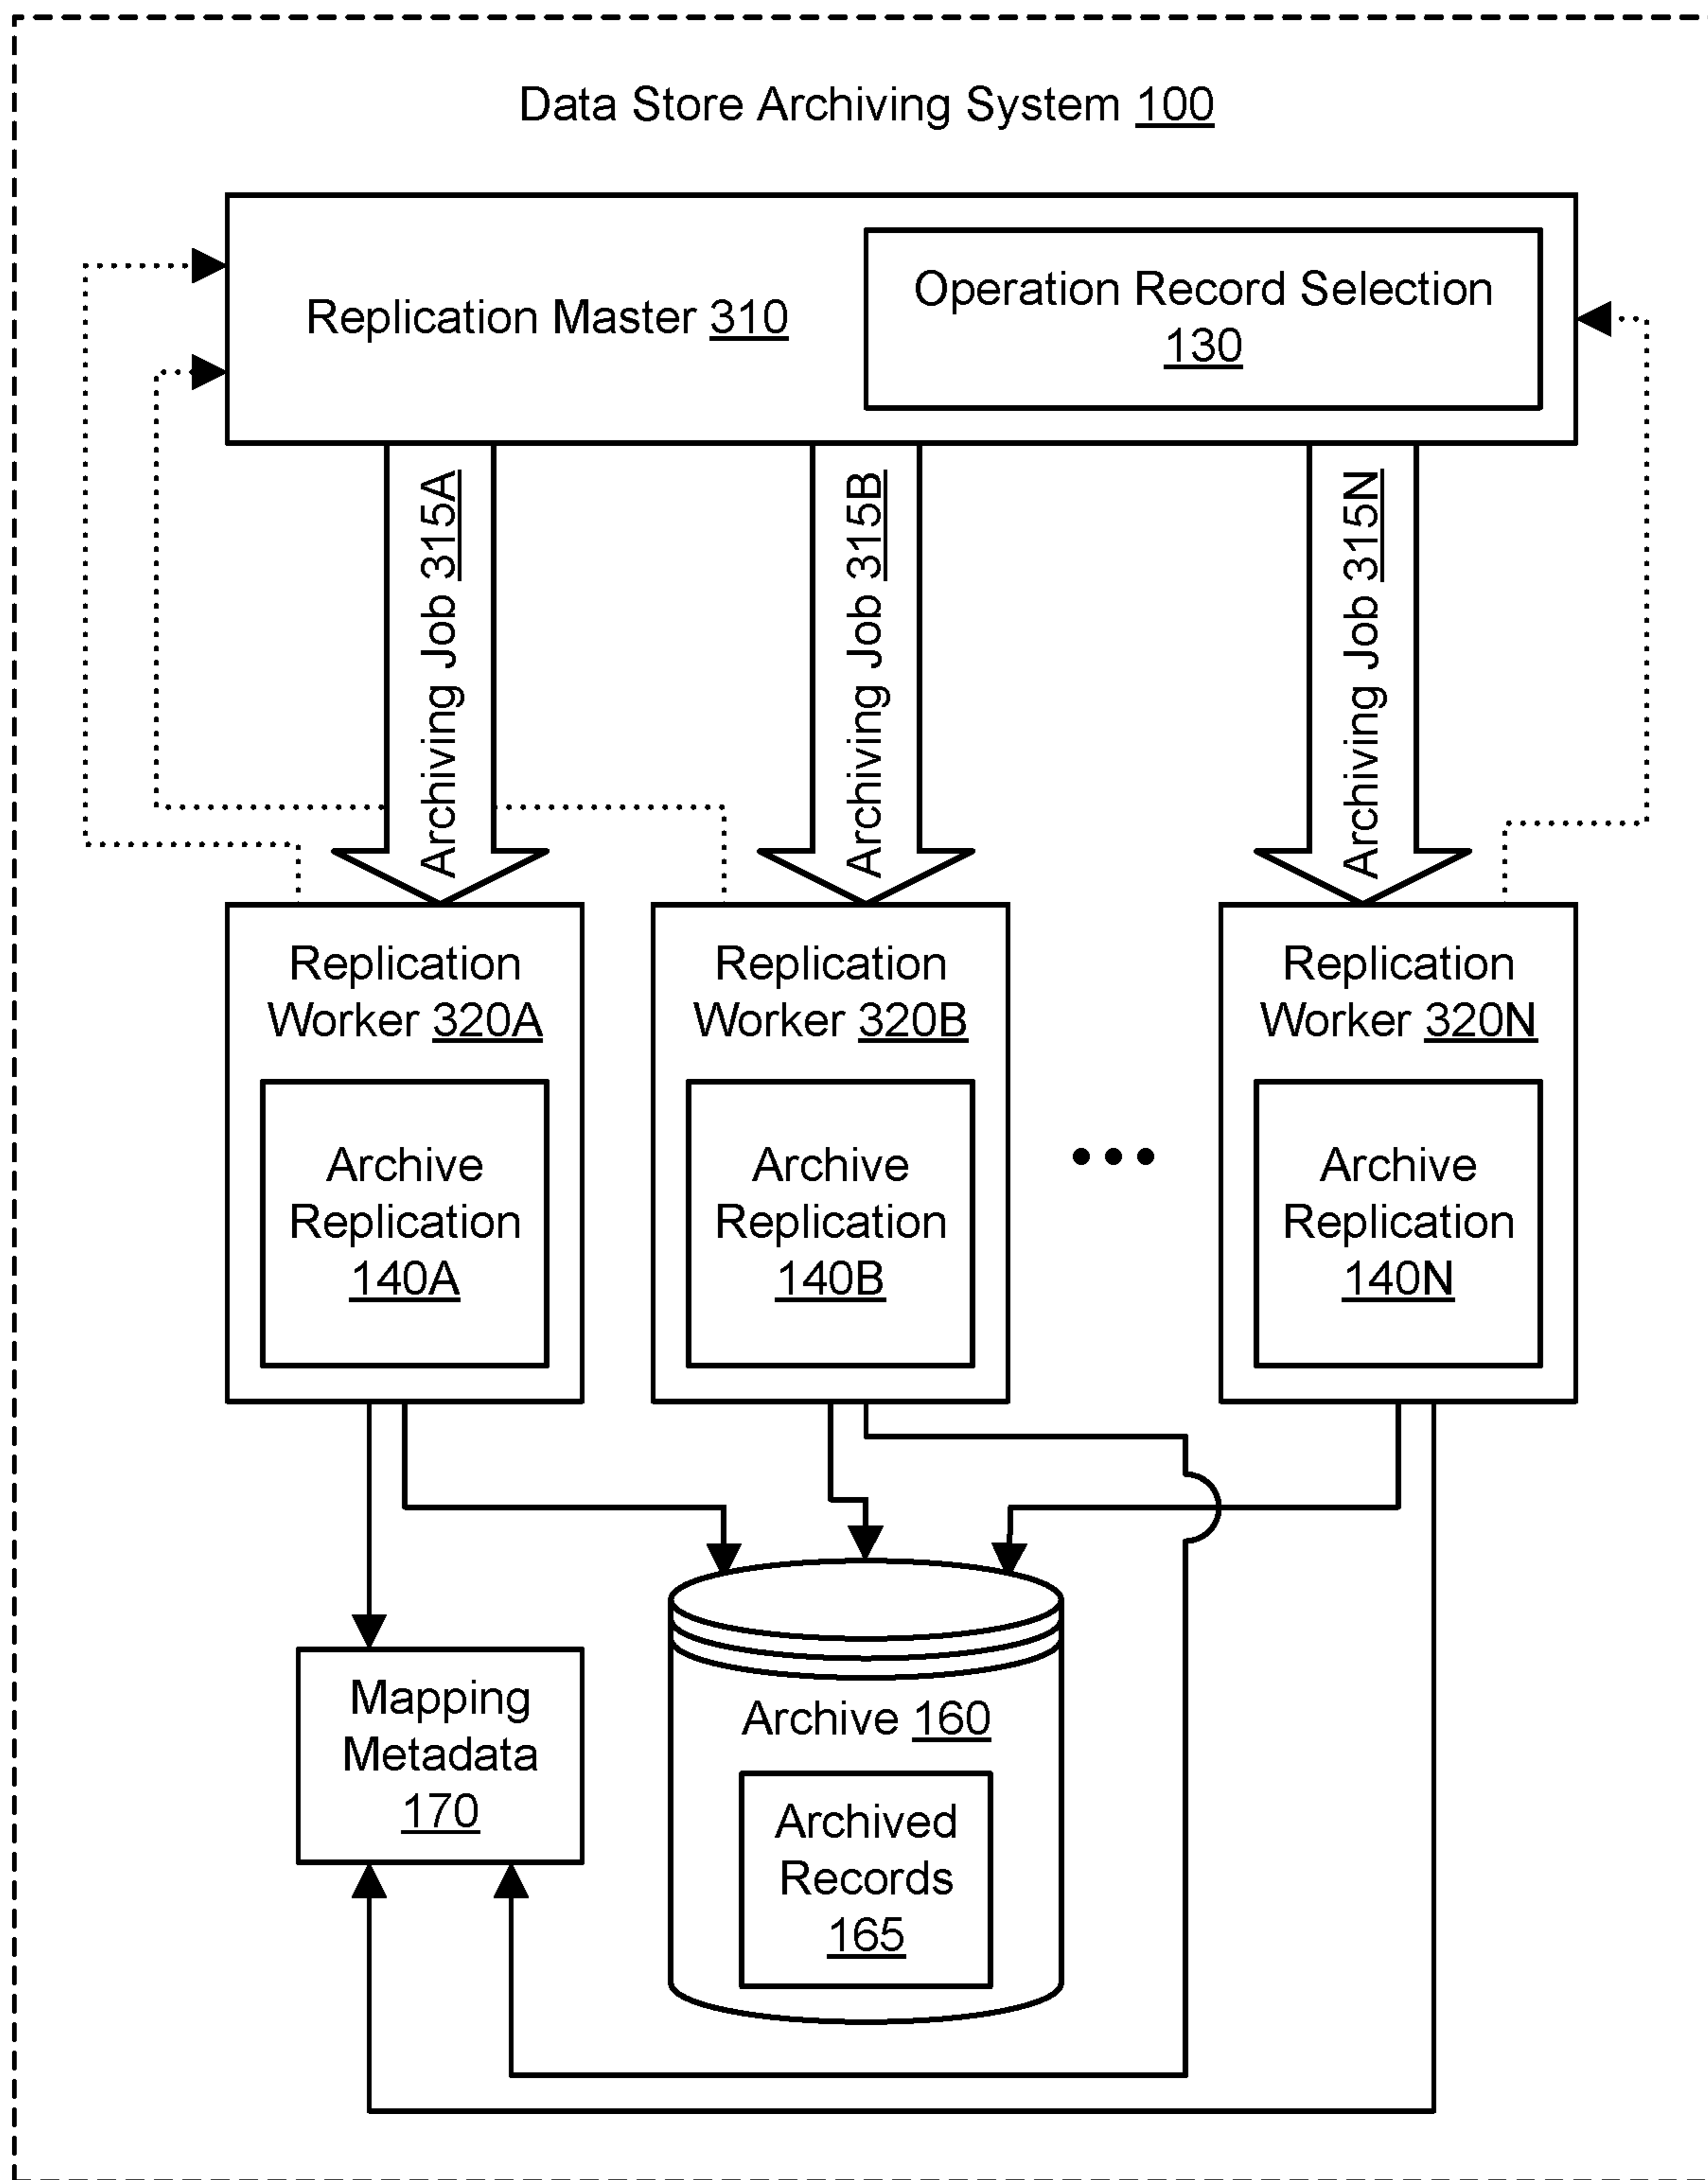 Data Store Archiving System 100
Replication Master 310
Operation Record Selection
130
Archiving Job 315A
Archiving Job 315B
Archiving Job 315N
Replication
Worker 320A
Archive
Replication
140A
Replication
Worker 320B
Archive
Replication
140B
Replication
Worker 320N
Archive
Replication
140N
Mapping
Metadata
170
Archive 160
Archived
Records
165